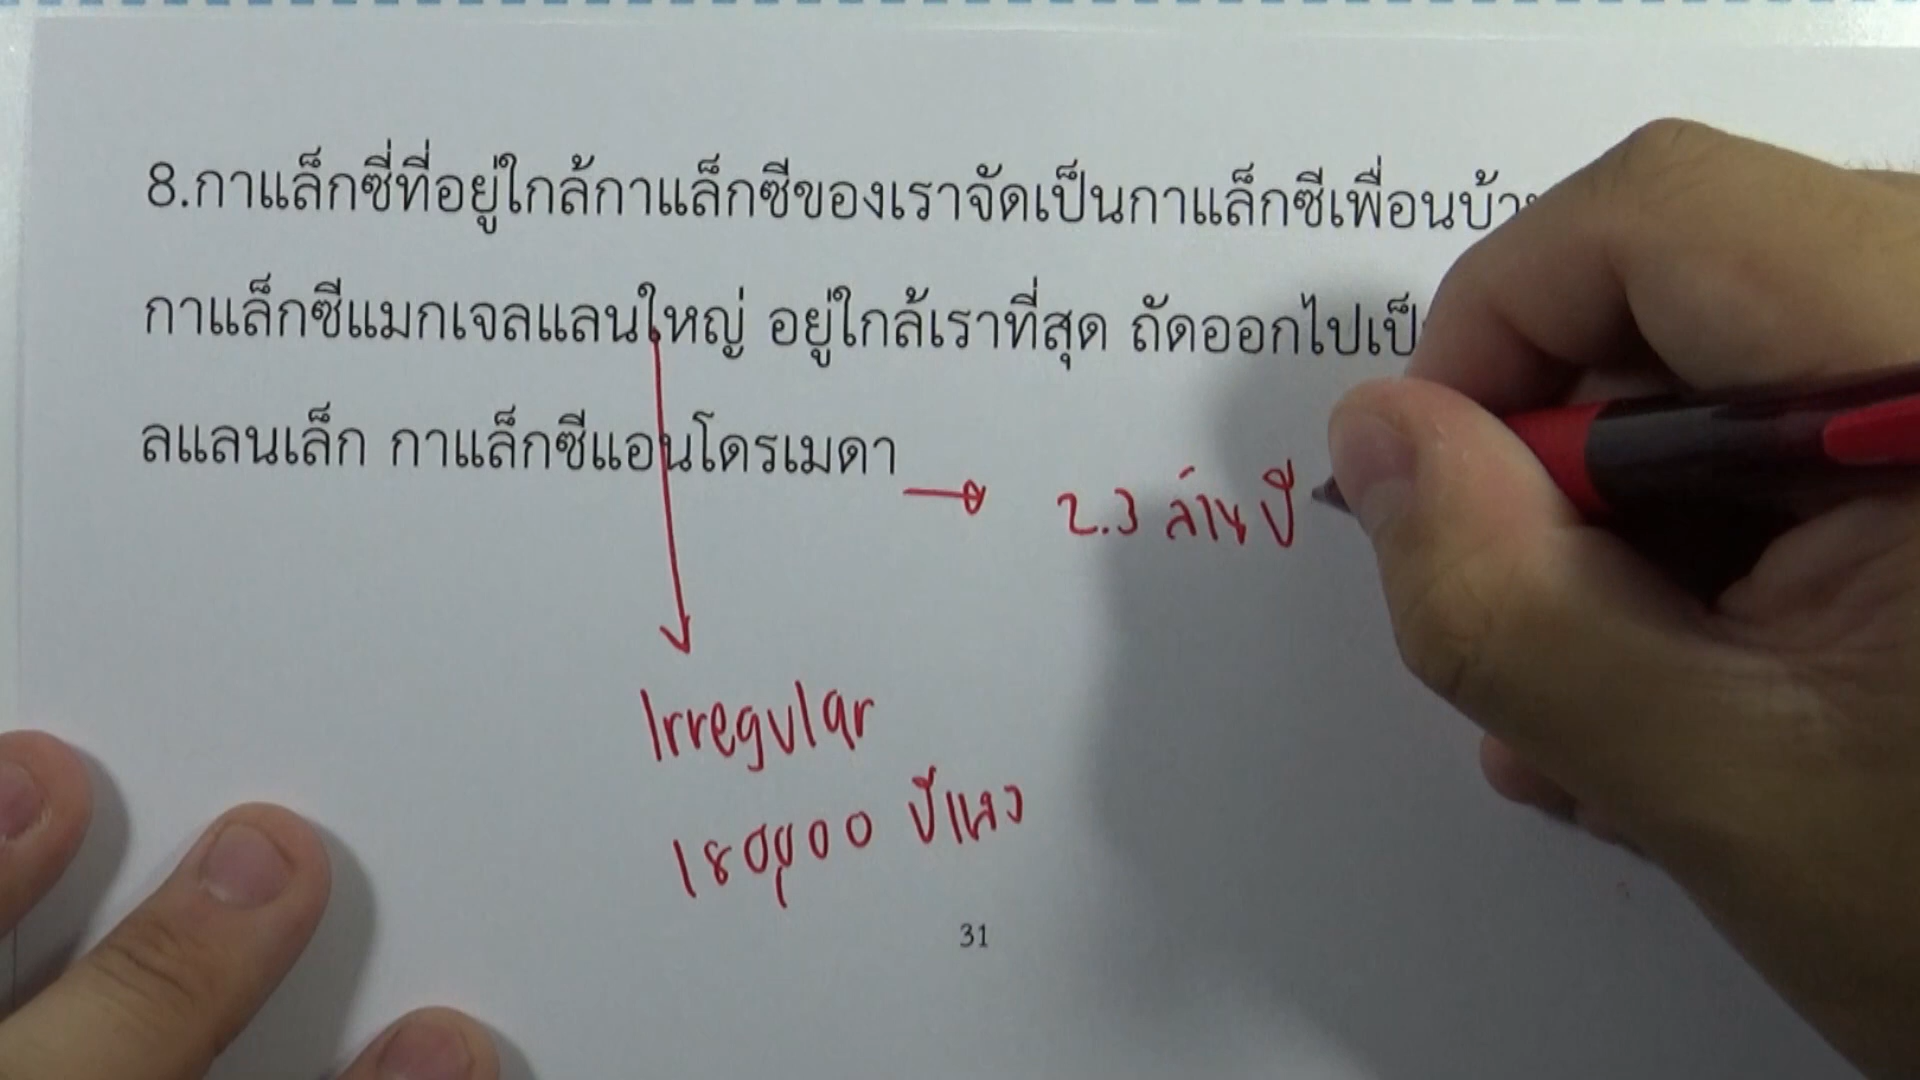 8.กาแล็กซี่ที่อยู่ใกล้กาแล็กซีของเราจัดเป็นกาแล็กซีเพื่อนบ้าน
กาแล็กซีแมกเจลแลนใหญ่ อยู่ใกล้เราที่สุด ถัดออกไปเป็
ลแลนเล็ก กาแล็กซีแอนโดรเมดา
2.3 ล้านปี
Irregular
180,000 ปีแสง
31